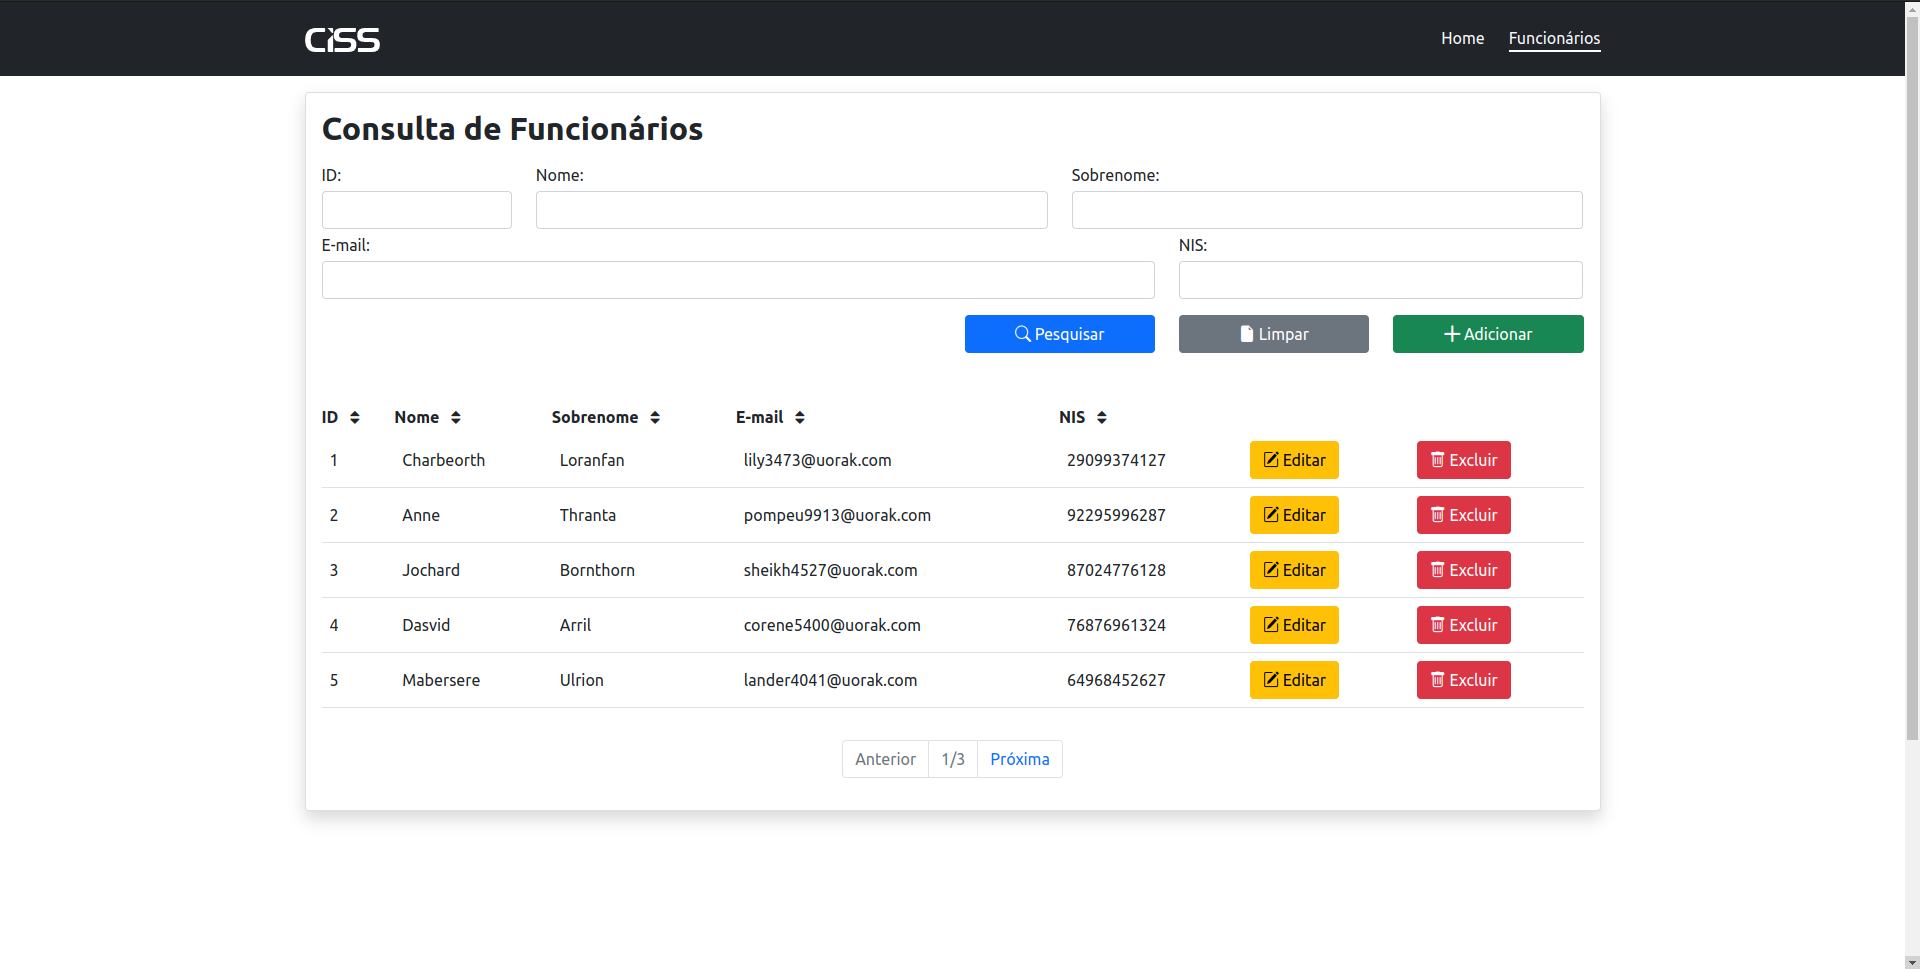 CISS
Home Funcionários
Consulta de Funcionários
ID: Nome: Sobrenome:
E-mail: NIS:
Pesquisar Limpar Adicionar
ID Nome Sobrenome E-mail NIS
1 Charbeorth Loranfan lily3473@uorak.com 29099374127 Editar Excluir
2 Anne Thranta pompeu9913@uorak.com 92295996287 Editar Excluir
3 Jochard Bornthorn sheikh4527@uorak.com 87024776128 Editar Excluir
4 Dasvid Arril corene5400@uorak.com 76876961324 Editar Excluir
5 Mabersere Ulrion lander4041@uorak.com 64968452627 Editar Excluir
Anterior 1/3 Próxima